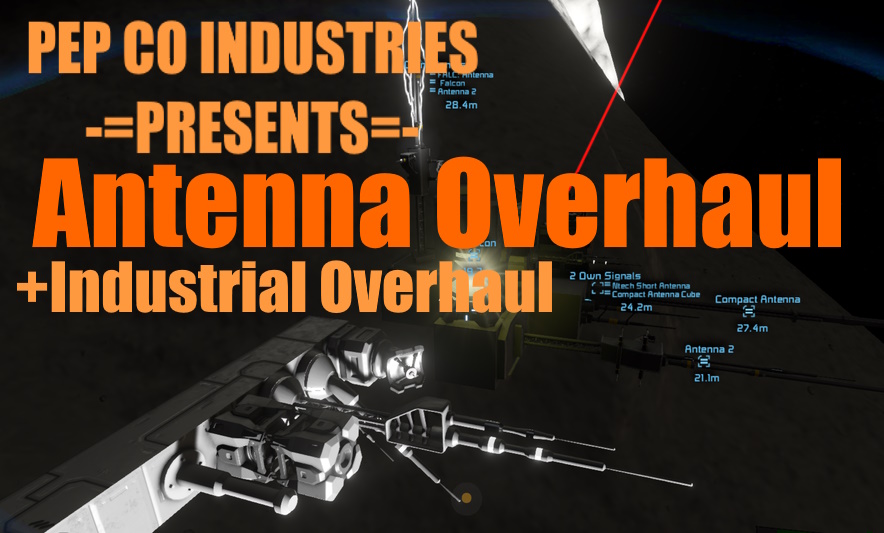 PEP CO INDUSTRIES
-=PRESENTS=-
Antenna Overhaul
+Industrial Overhaul
Antenna
Falcon
Antenna 2
28.4m
2 Own Signals
Ntech Short Antenna
Compact Antenna Cube
24.2m
Compact Antenna
27.4m
Antenna 2
21.1m